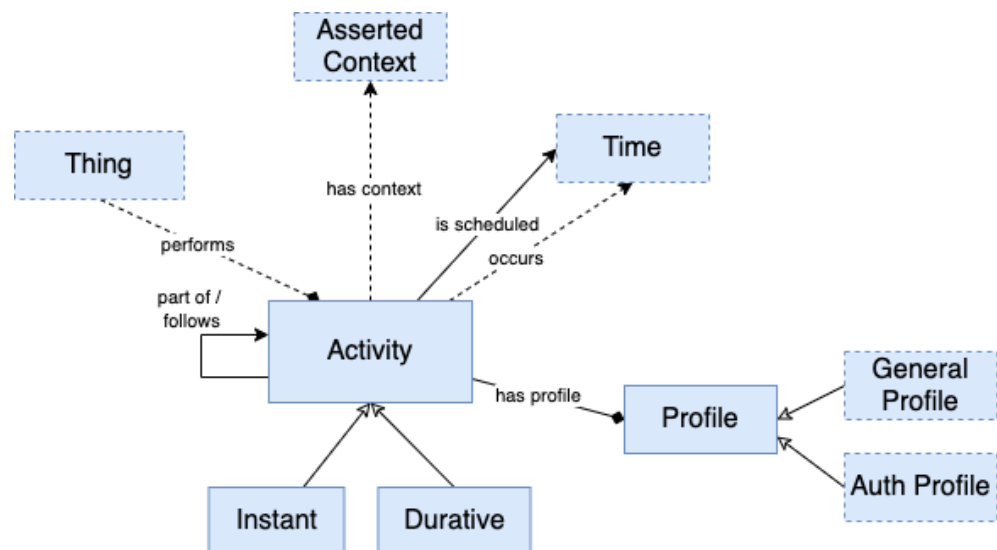 Asserted
Context
Thing
Time
has context
is scheduled
performs
occurs
part of /
follows
Activity
has profile
General
Profile
Profile
Auth Profile
Instant
Durative